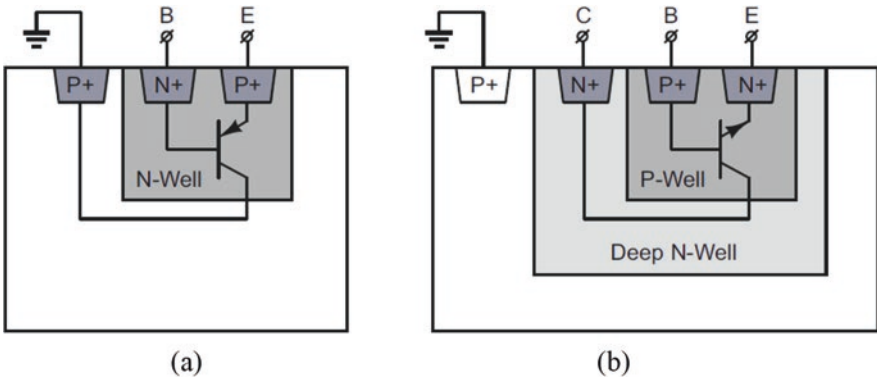 B E
P+ N+ P+
N-Well
(a)
C B E
P+ N+ P+ N+
P-Well
Deep N-Well
(b)